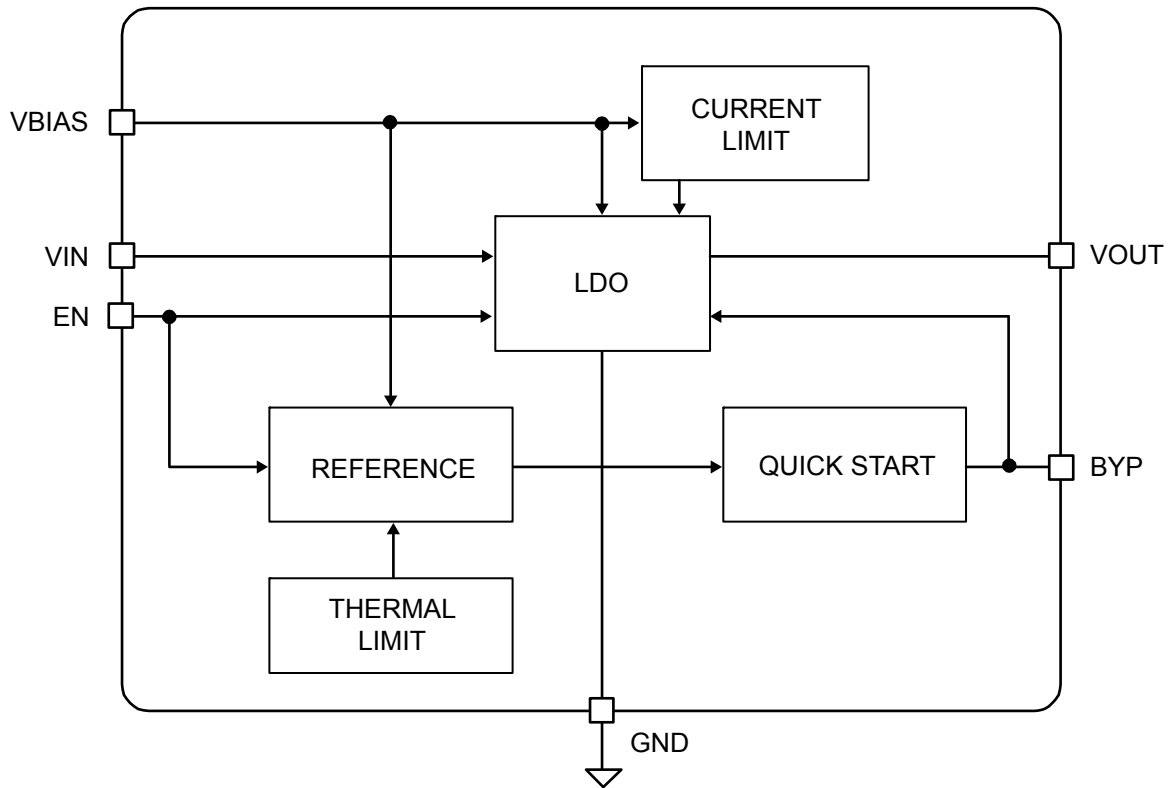 VBIAS
CURRENT
LIMIT
VIN
LDO
VOUT
EN
REFERENCE
QUICK START
BYP
THERMAL
LIMIT
GND